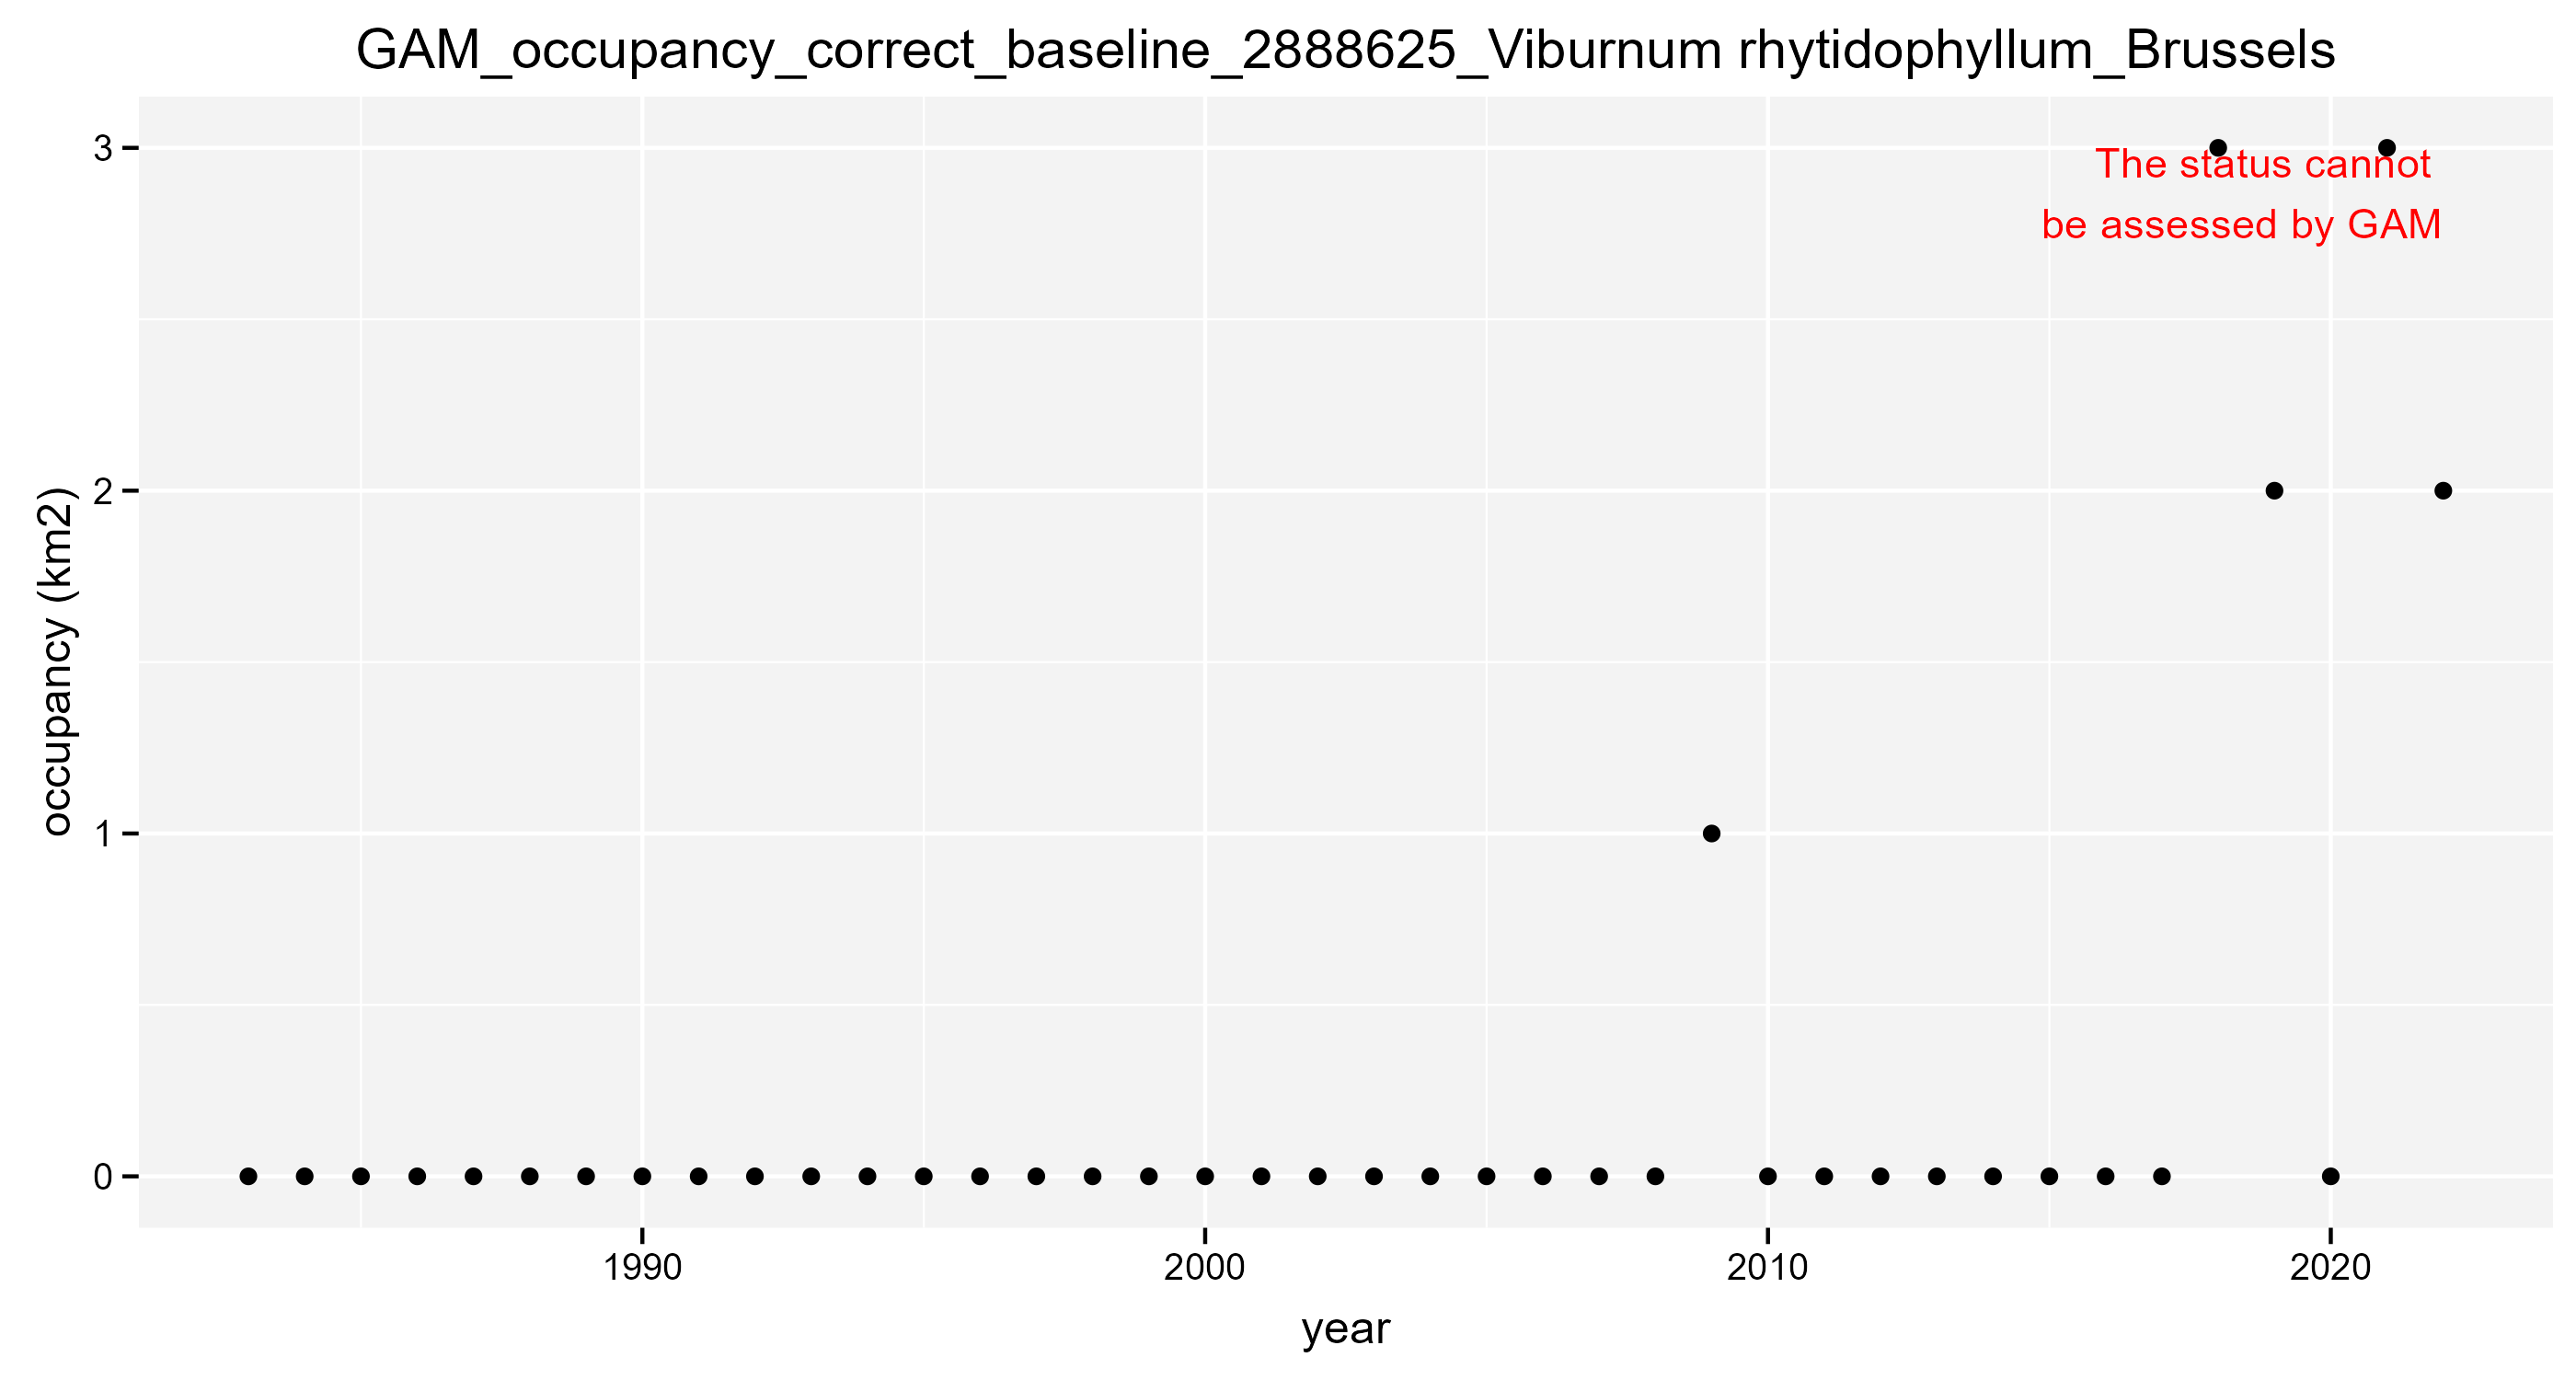 GAM_occupancy_correct_baseline_2888625_Viburnum rhytidophyllum_Brussels
3
The status cannot
be assessed by GAM
2
occupancy (km2)
1
0
1990 2000 2010 2020
year